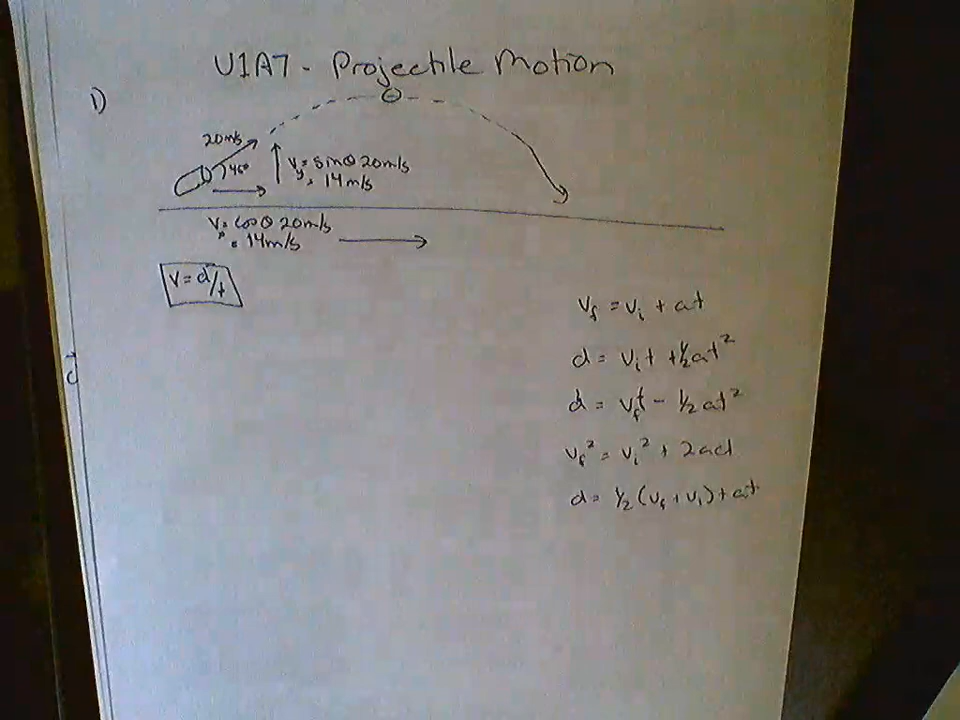 U1A7 - Projectile Motion
1)
20m/s
45°
Vy = sinθ 20m/s
= 14m/s
V = cosθ 20m/s
= 14m/s
V = d/t
d
Vf = Vi + at
d = Vit + ½at²
d = Vft - ½at²
Vf² = Vi² + 2ad
d = ½(Vf + Vi) + at